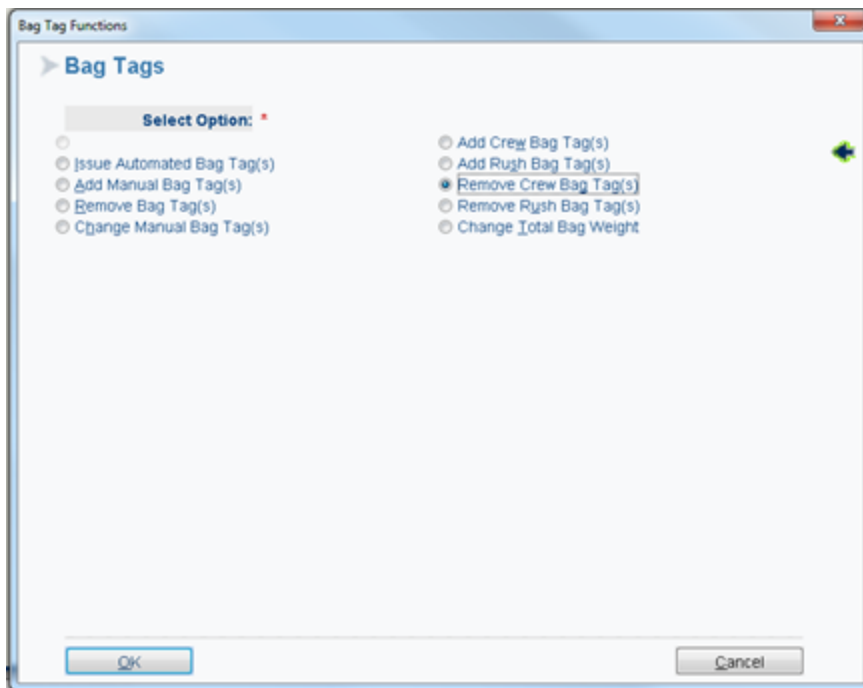 Bag Tag Functions
Bag Tags
Select Option: *
Issue Automated Bag Tag(s)
Add Manual Bag Tag(s)
Remove Bag Tag(s)
Change Manual Bag Tag(s)
Add Crew Bag Tag(s)
Add Rush Bag Tag(s)
Remove Crew Bag Tag(s)
Remove Rush Bag Tag(s)
Change Total Bag Weight
OK
Cancel